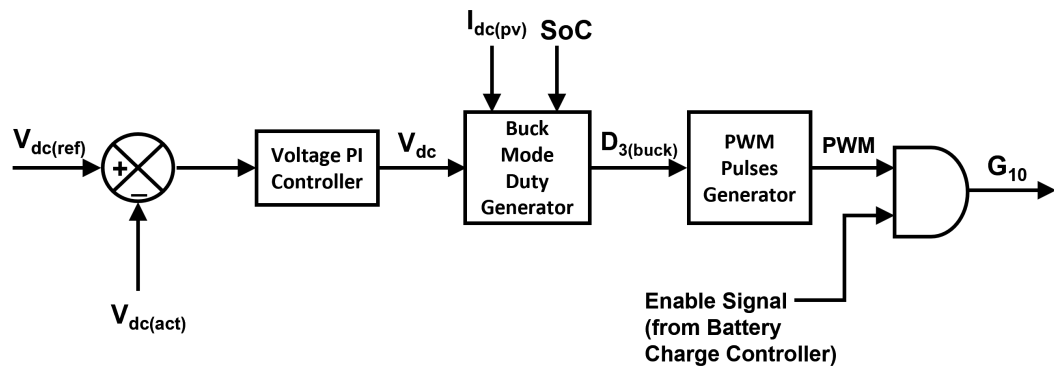 I_dc(pv) SoC
V_dc(ref)
+
−
V_dc(act)
Voltage PI
Controller
V_dc
Buck
Mode
Duty
Generator
D_3(buck)
PWM
Pulses
Generator
PWM
G_10
Enable Signal
(from Battery
Charge Controller)